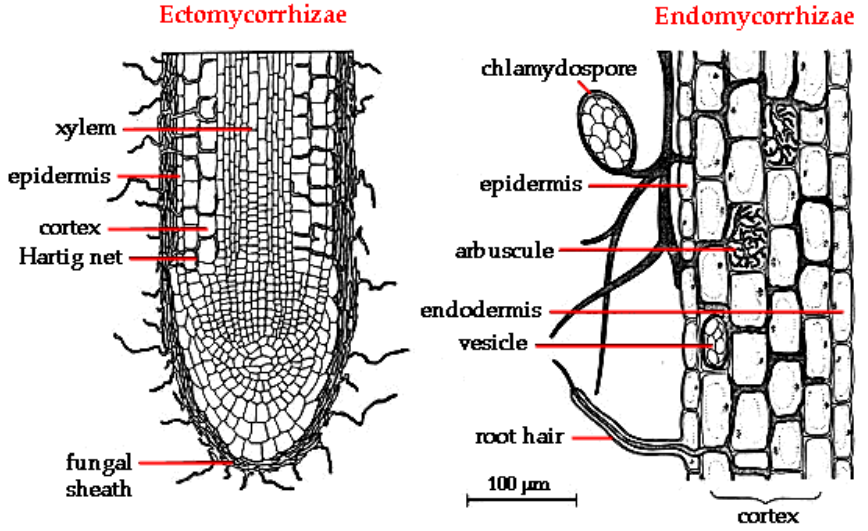 Ectomycorrhizae
xylem
epidermis
cortex
Hartig net
fungal
sheath
Endomycorrhizae
chlamydospore
epidermis
arbuscule
endodermis
vesicle
root hair
100 µm
cortex